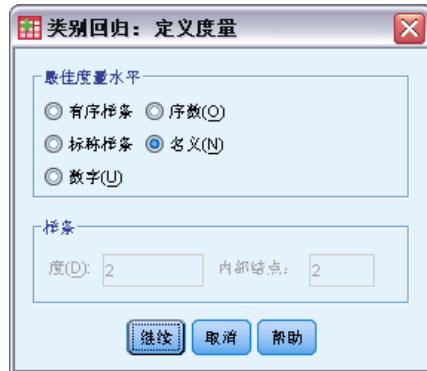 类别回归：定义度量
最佳度量水平
有序样条 序数(O)
标称样条 名义(N)
数字(U)
样条
度(D): 2 内部结点： 2
继续 取消 帮助